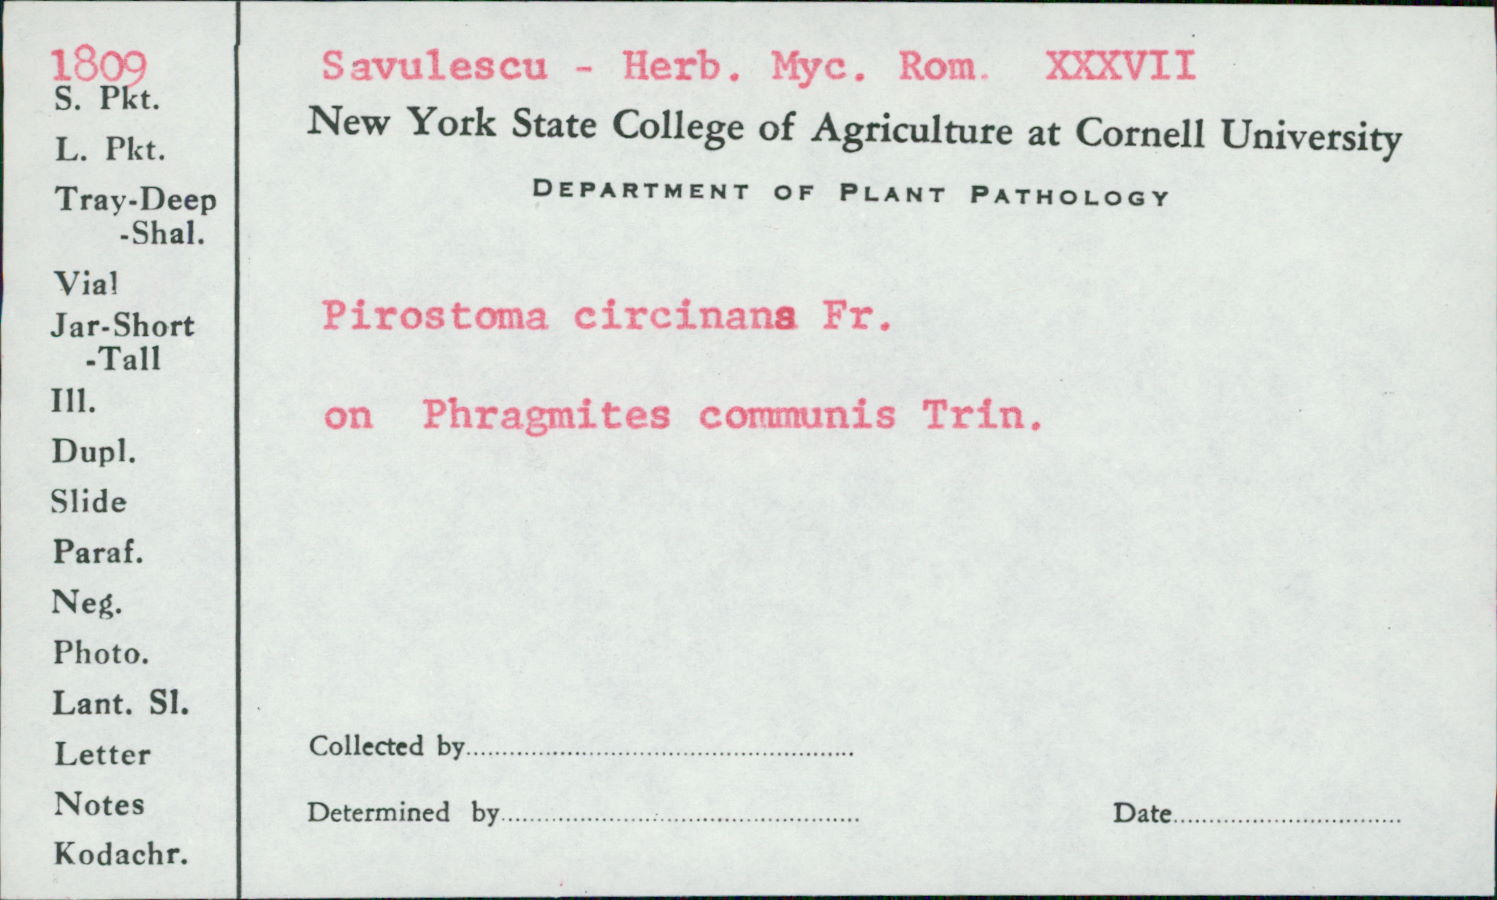 1809
S. Pkt.
L. Pkt.
Tray-Deep
-Shal.
Vial
Jar-Short
-Tall
Ill.
Dupl.
Slide
Paraf.
Neg.
Photo.
Lant. Sl.
Letter
Notes
Kodachr.
Savulescu - Herb. Myc. Rom. XXXVII
New York State College of Agriculture at Cornell University
DEPARTMENT OF PLANT PATHOLOGY
Pirostoma circinans Fr.
on Phragmites communis Trin.
Collected by
Determined by
Date